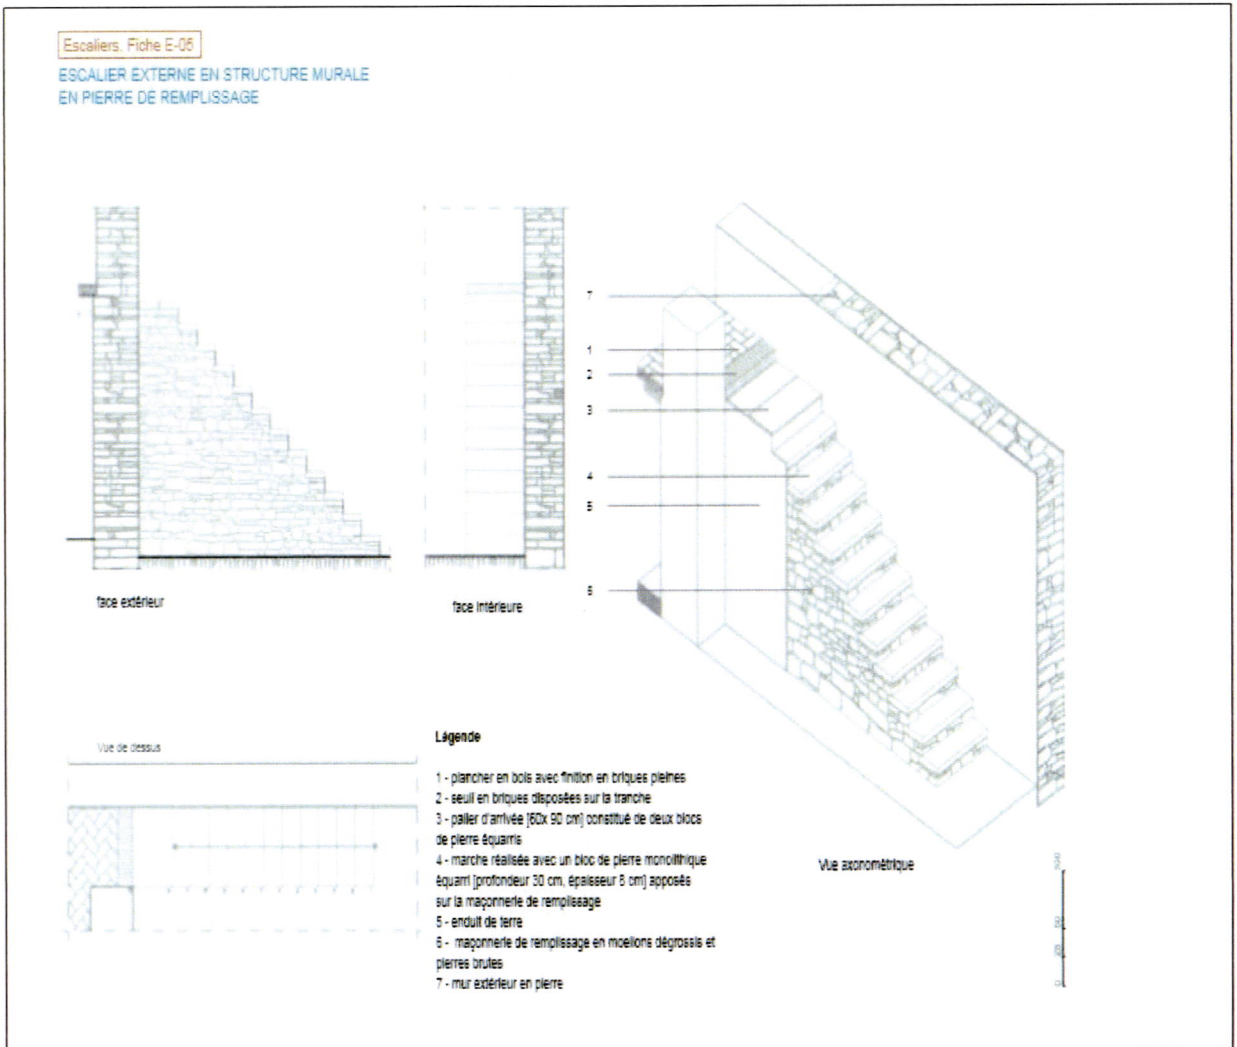 Escaliers. Fiche E-05
ESCALIER EXTERNE EN STRUCTURE MURALE
EN PIERRE DE REMPLISSAGE
7
1
2
3
4
5
6
face extérieur
face intérieure
Vue de dessus
Légende
1 - plancher en bois avec finition en briques pleines
2 - seuil en briques disposées sur la tranche
3 - palier d'arrivée [60x 90 cm] constitué de deux blocs
de pierre équarris
4 - marche réalisée avec un bloc de pierre monolithique
équarri [profondeur 30 cm, épaisseur 8 cm] apposés
sur la maçonnerie de remplissage
5 - enduit de terre
6 - maçonnerie de remplissage en moellons dégrossis et
pierres brutes
7 - mur extérieur en pierre
Vue axonométrique
0